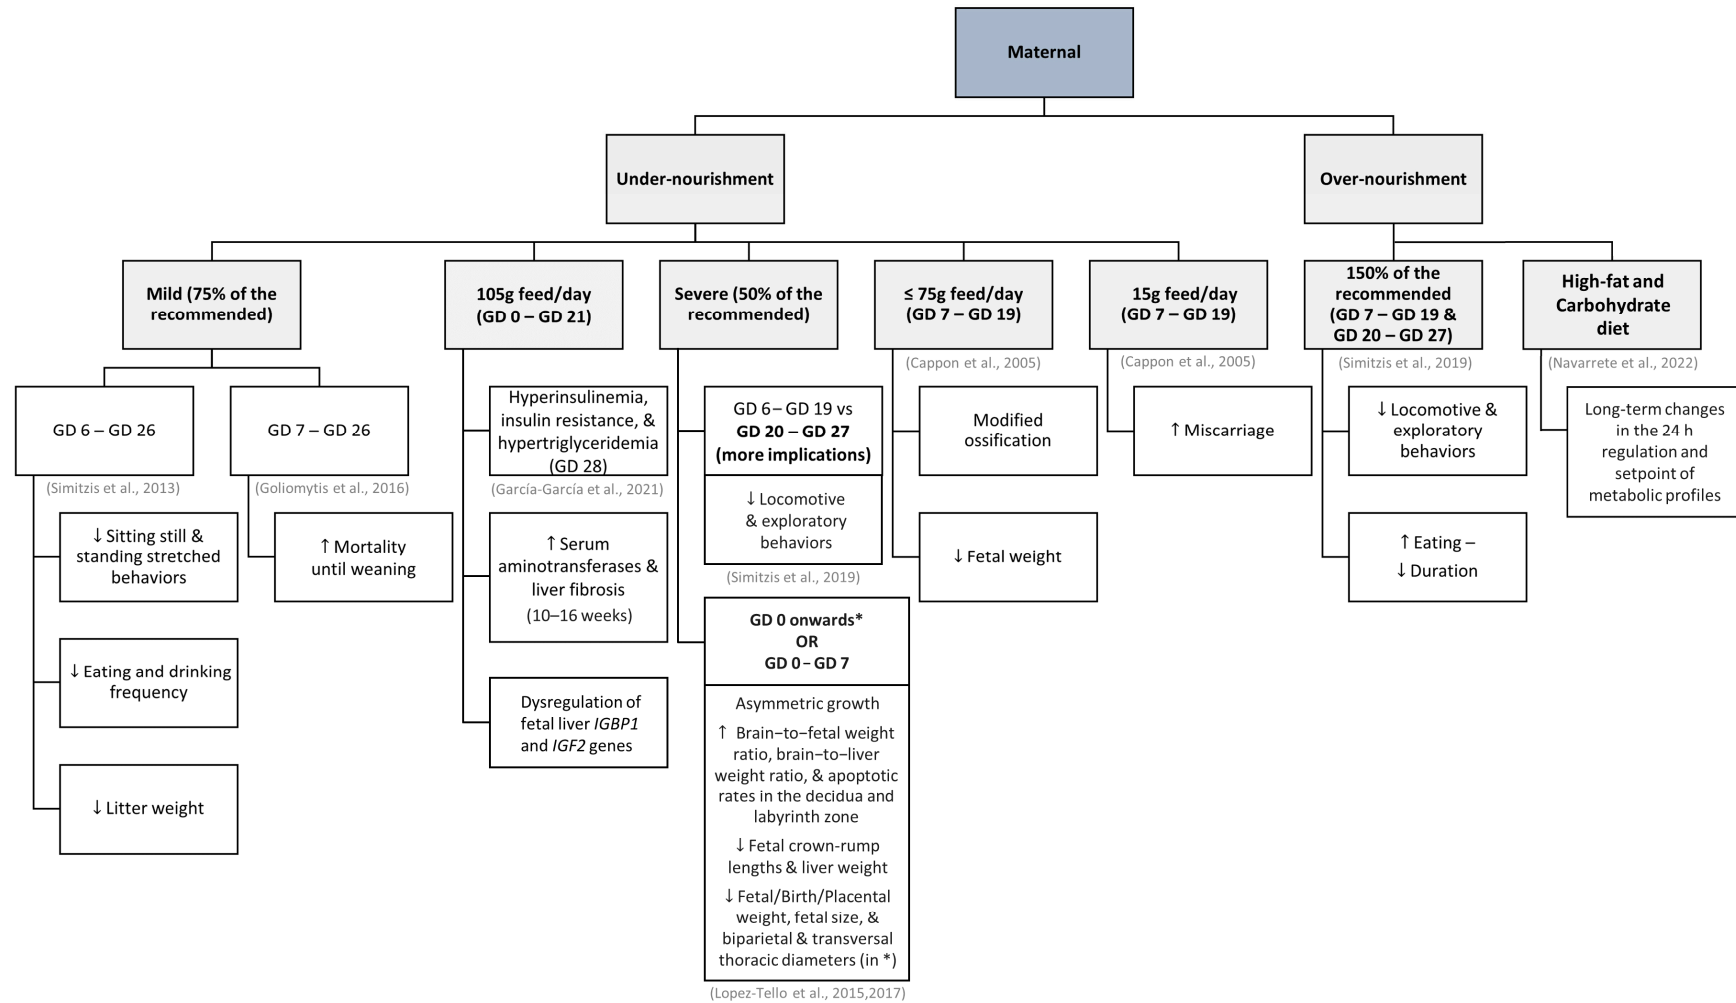 Maternal
Under-nourishment
Over-nourishment
Mild (75% of the
recommended)
105g feed/day
(GD 0 – GD 21)
Severe (50% of the
recommended)
≤ 75g feed/day
(GD 7 – GD 19)
15g feed/day
(GD 7 – GD 19)
150% of the
recommended
(GD 7 – GD 19 &
GD 20 – GD 27)
High-fat and
Carbohydrate
diet
(Cappon et al., 2005)
(Cappon et al., 2005)
(Simitzis et al., 2019)
(Navarrete et al., 2022)
GD 6 – GD 26
(Simitzis et al., 2013)
↓ Sitting still &
standing stretched
behaviors
↓ Eating and drinking
frequency
↓ Litter weight
GD 7 – GD 26
(Goliomytis et al., 2016)
↑ Mortality
until weaning
Hyperinsulinemia,
insulin resistance, &
hypertriglyceridemia
(GD 28)
(García-García et al., 2021)
↑ Serum
aminotransferases &
liver fibrosis
(10–16 weeks)
Dysregulation of
fetal liver IGBP1
and IGF2 genes
GD 6 – GD 19 vs
GD 20 – GD 27
(more implications)
↓ Locomotive
& exploratory
behaviors
(Simitzis et al., 2019)
GD 0 onwards*
OR
GD 0 – GD 7
Asymmetric growth
↑ Brain–to–fetal weight
ratio, brain–to–liver
weight ratio, & apoptotic
rates in the decidua and
labyrinth zone
↓ Fetal crown-rump
lengths & liver weight
↓ Fetal/Birth/Placental
weight, fetal size, &
biparietal & transversal
thoracic diameters (in *)
(Lopez-Tello et al., 2015,2017)
Modified
ossification
↓ Fetal weight
↑ Miscarriage
↓ Locomotive &
exploratory
behaviors
↑ Eating –
↓ Duration
Long-term changes
in the 24 h
regulation and
setpoint of
metabolic profiles